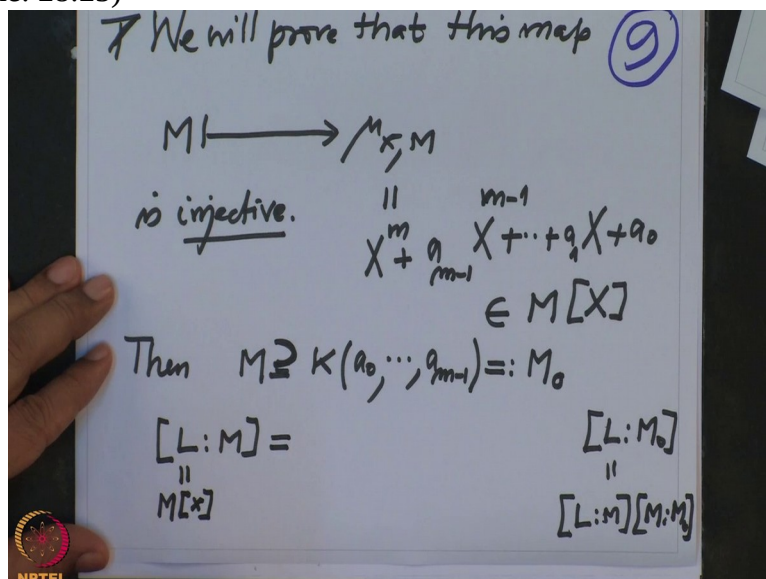 We will prove that this map ⑨
M ⟼ μ_{x,M}
is injective. || X^m + a_{m-1} X^{m-1} + ·· + a_1 X + a_0
∈ M[X]
Then M ⊇ K(a_0, ···, a_{m-1}) =: M_0
[L:M] = [L:M_0]
|| ||
M[x] [L:M][M:M_0]
NPTEL